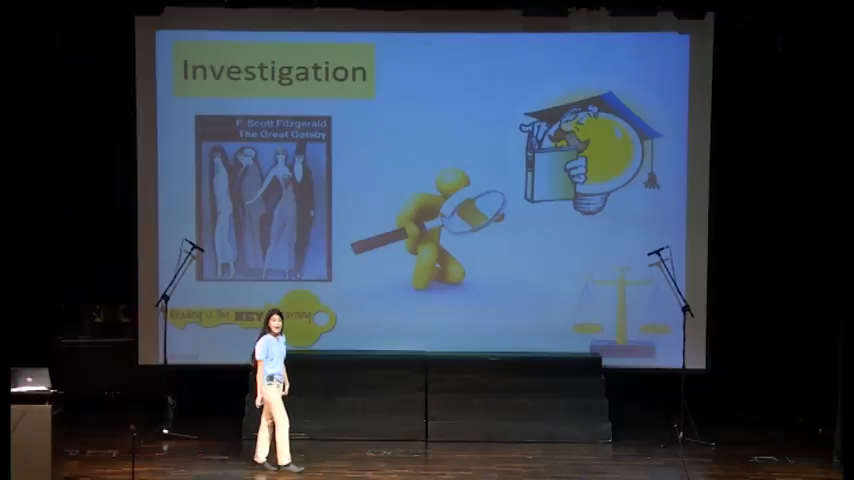 Investigation
F. Scott Fitzgerald
The Great Gatsby
Reading is the KEY